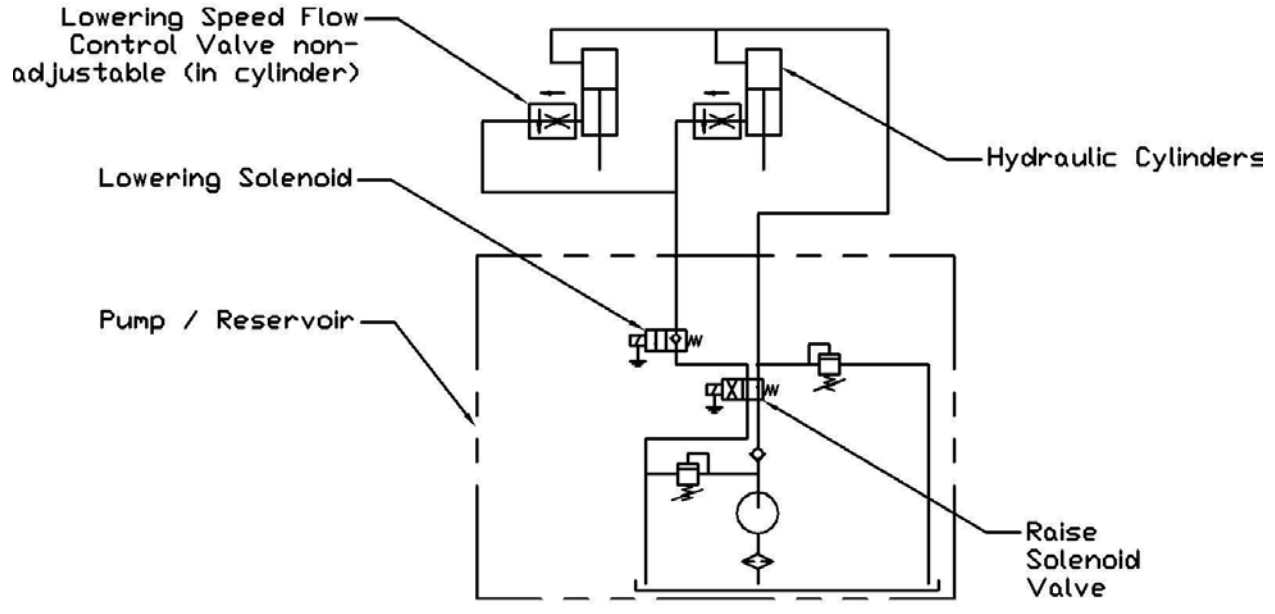 Lowering Speed Flow
Control Valve non-
adjustable (in cylinder)
Hydraulic Cylinders
Lowering Solenoid
Pump / Reservoir
Raise
Solenoid
Valve